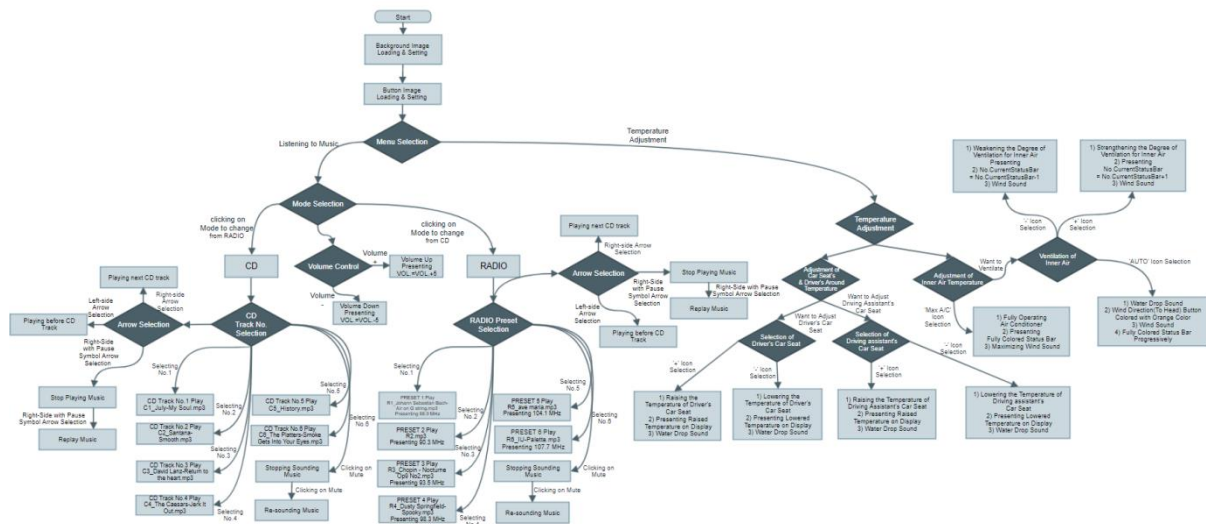 Start
Background Image
Loading & Setting
Button Image
Loading & Setting
Menu Selection
Listening to Music
Temperature
Adjustment
Mode Selection
clicking on
Mode to change
from RADIO
clicking on
Mode to change
from CD
CD
Volume Control
Volume
+
Volume Up
Presenting
VOL.=VOL.+5
Volume
-
Volume Down
Presenting
VOL.=VOL.-5
RADIO
Playing next CD track
Left-side
Arrow
Selection
Right-side
Arrow
Selection
Playing before CD
Track
Arrow Selection
CD
Track No.
Selection
Right-Side
with Pause
Symbol Arrow
Selection
Stop Playing Music
Right-Side with Pause
Symbol Arrow Selection
Replay Music
Selecting
No.1
CD Track No.1 Play
C1_July-My Soul.mp3
Selecting
No.2
CD Track No.2 Play
C2_Santana-
Smooth.mp3
Selecting
No.3
CD Track No.3 Play
C3_David Lanz-Return to
the heart.mp3
CD Track No.4 Play
C4_The Caesars-Jerk It
Out.mp3
Selecting
No.4
Selecting
No.5
CD Track No.5 Play
C5_History.mp3
Selecting
No.6
CD Track No.6 Play
C6_The Platters-Smoke
Gets Into Your Eyes.mp3
Stopping Sounding
Music
Clicking on Mute
Clicking on Mute
Re-sounding Music
Playing next CD track
Right-side Arrow
Selection
Arrow Selection
Right-Side
with Pause
Symbol Arrow
Selection
Stop Playing Music
Right-Side with Pause
Symbol Arrow Selection
Replay Music
Left-side
Arrow
Selection
Playing before CD
Track
RADIO Preset
Selection
Selecting
No.1
PRESET 1 Play
Selecting
No.2
PRESET 2 Play
R2.mp3
Presenting 90.3 MHz
Selecting
No.3
PRESET 3 Play
R3_Chopin - Nocturne
Op9 No2.mp3
Presenting 93.5 MHz
PRESET 4 Play
R4_Dusty Springfield-
Spooky.mp3
Presenting 98.3 MHz
Selecting
No.5
PRESET 5 Play
R5_ave maria.mp3
Presenting 104.1 MHz
Selecting
No.6
PRESET 6 Play
R6_IU-Palette.mp3
Presenting 107.7 MHz
Stopping Sounding
Music
Clicking on Mute
Clicking on Mute
Re-sounding Music
Temperature
Adjustment
Adjustment of
Car Seat's
& Driver's Around
Temperature
Want to Adjust
Driver's Car
Seat
Want to Adjust
Driving Assistant's
Car Seat
Selection of
Driver's Car Seat
Selection of
Driving assistant's
Car Seat
'+' Icon
Selection
1) Raising the
Temperature of Driver's
Car Seat
2) Presenting Raised
Temperature on Display
3) Water Drop Sound
'-' Icon
Selection
1) Lowering the
Temperature of Driver's
Car Seat
2) Presenting Lowered
Temperature on Display
3) Water Drop Sound
'+' Icon
Selection
1) Raising the Temperature of
Driving Assistant's Car Seat
2) Presenting Raised
Temperature on Display
3) Water Drop Sound
'-' Icon
Selection
1) Lowering the Temperature of
Driving assistant's
Car Seat
2) Presenting Lowered
Temperature on Display
3) Water Drop Sound
Adjustment of
Inner Air Temperature
Max A/C'
Icon
Selection
1) Fully Operating
Air Conditioner
2) Presenting
Fully Colored Status Bar
3) Maximizing Wind Sound
Want to
Ventilate
Ventilation of
Inner Air
'-' Icon
Selection
1) Weakening the Degree of
Ventilation for Inner Air
Presenting
2) No.CurrentStatusBar
= No.CurrentStatusBar-1
3) Wind Sound
'+' Icon
Selection
1) Strengthening the Degree of
Ventilation for Inner Air
2) Presenting
No.CurrentStatusBar
= No.CurrentStatusBar+1
3) Wind Sound
'AUTO' Icon Selection
1) Water Drop Sound
2) Wind Direction(To Head) Button
Colored with Orange Color
3) Wind Sound
4) Fully Colored Status Bar
Progressively